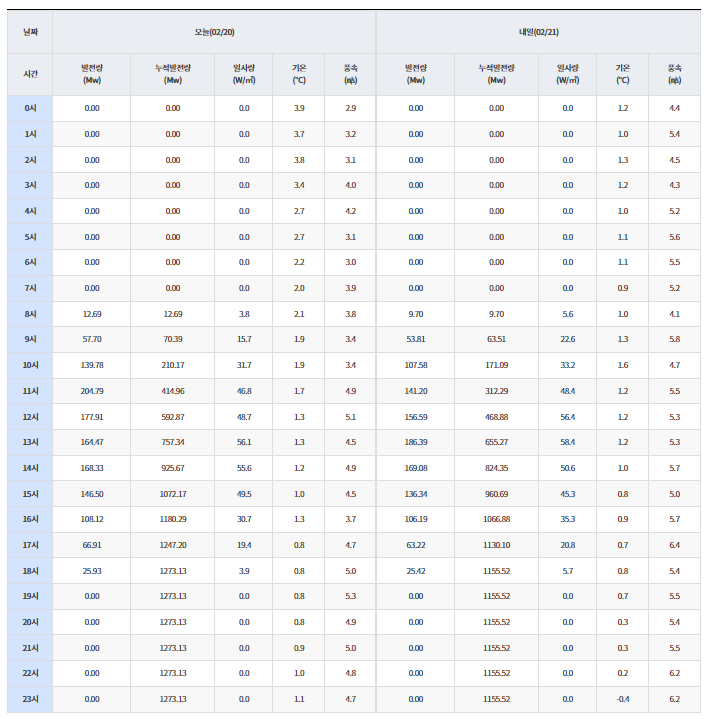 날짜 오늘(02/20) 내일(02/21)
시간 발전량 (Mw) 누적발전량 (Mw) 일사량 (W/㎡) 기온 (℃) 풍속 (㎧) 발전량 (Mw) 누적발전량 (Mw) 일사량 (W/㎡) 기온 (℃) 풍속 (㎧)
0시 0.00 0.00 0.0 3.9 2.9 0.00 0.00 0.0 1.2 4.4
1시 0.00 0.00 0.0 3.7 3.2 0.00 0.00 0.0 1.0 5.4
2시 0.00 0.00 0.0 3.8 3.1 0.00 0.00 0.0 1.3 4.5
3시 0.00 0.00 0.0 3.4 4.0 0.00 0.00 0.0 1.2 4.3
4시 0.00 0.00 0.0 2.7 4.2 0.00 0.00 0.0 1.0 5.2
5시 0.00 0.00 0.0 2.7 3.1 0.00 0.00 0.0 1.1 5.6
6시 0.00 0.00 0.0 2.2 3.0 0.00 0.00 0.0 1.1 5.5
7시 0.00 0.00 0.0 2.0 3.9 0.00 0.00 0.0 0.9 5.2
8시 12.69 12.69 3.8 2.1 3.8 9.70 9.70 5.6 1.0 4.1
9시 57.70 70.39 15.7 1.9 3.4 53.81 63.51 22.6 1.3 5.8
10시 139.78 210.17 31.7 1.9 3.4 107.58 171.09 33.2 1.6 4.7
11시 204.79 414.96 46.8 1.7 4.9 141.20 312.29 48.4 1.2 5.5
12시 177.91 592.87 48.7 1.3 5.1 156.59 468.88 56.4 1.2 5.3
13시 164.47 757.34 56.1 1.3 4.5 186.39 655.27 58.4 1.2 5.3
14시 168.33 925.67 55.6 1.2 4.9 169.08 824.35 50.6 1.0 5.7
15시 146.50 1072.17 49.5 1.0 4.5 136.34 960.69 45.3 0.8 5.0
16시 108.12 1180.29 30.7 1.3 3.7 106.19 1066.88 35.3 0.9 5.7
17시 66.91 1247.20 19.4 0.8 4.7 63.22 1130.10 20.8 0.7 6.4
18시 25.93 1273.13 3.9 0.8 5.0 25.42 1155.52 5.7 0.8 5.4
19시 0.00 1273.13 0.0 0.8 5.3 0.00 1155.52 0.0 0.7 5.5
20시 0.00 1273.13 0.0 0.8 4.9 0.00 1155.52 0.0 0.3 5.4
21시 0.00 1273.13 0.0 0.9 5.0 0.00 1155.52 0.0 0.3 5.5
22시 0.00 1273.13 0.0 1.0 4.8 0.00 1155.52 0.0 0.2 6.2
23시 0.00 1273.13 0.0 1.1 4.7 0.00 1155.52 0.0 -0.4 6.2